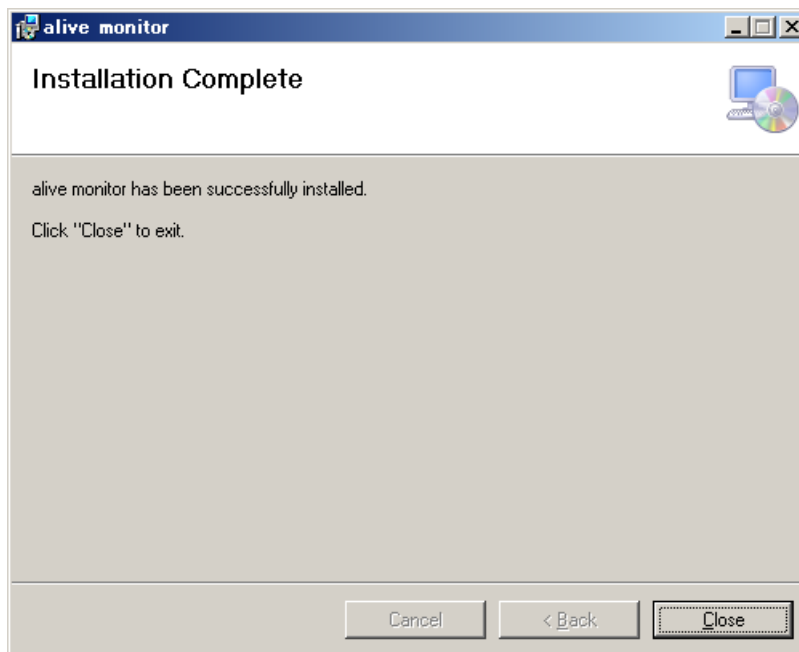 alive monitor
Installation Complete
alive monitor has been successfully installed.
Click "Close" to exit.
Cancel
< Back
Close